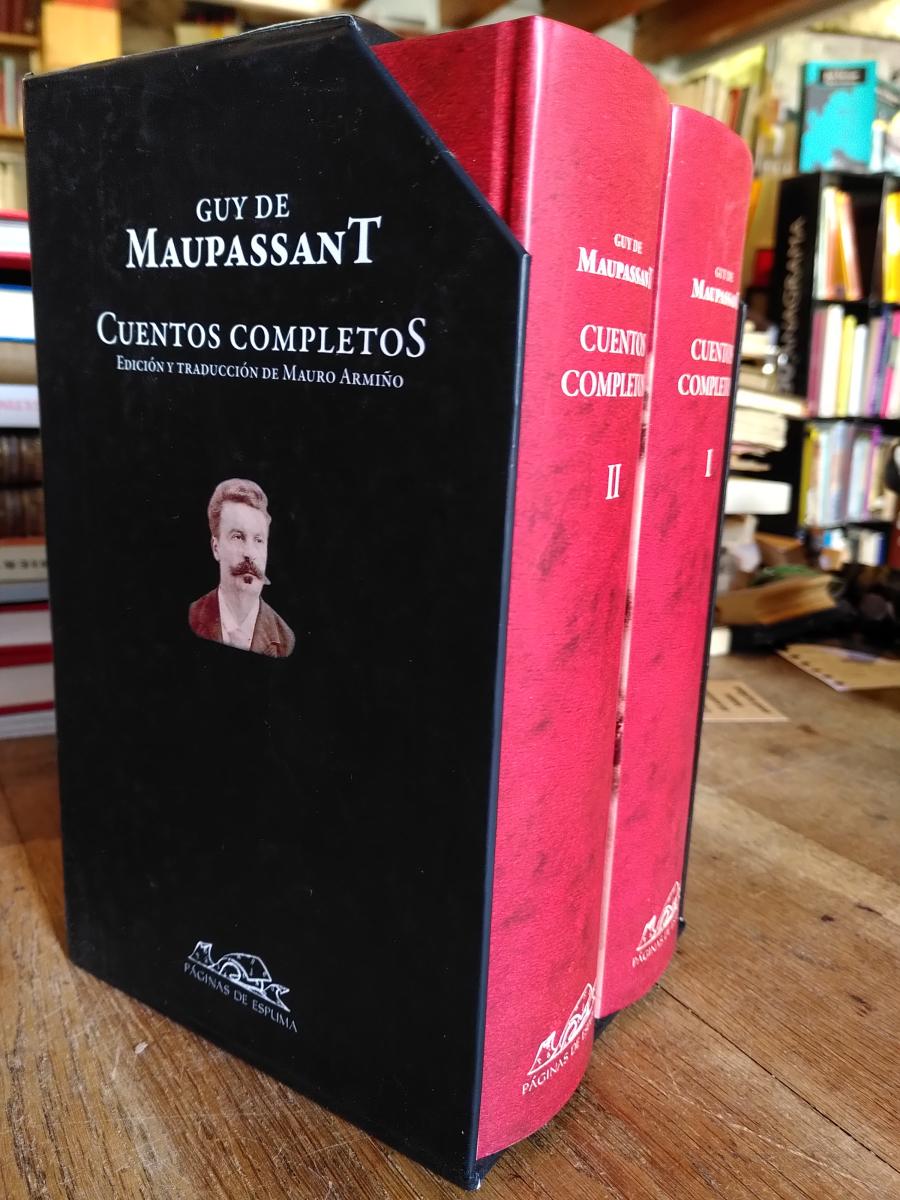 GUY DE
MAUPASSANT
CUENTOS COMPLETOS
EDICIÓN Y TRADUCCIÓN DE MAURO ARMIÑO
PÁGINAS DE ESPUMA
GUY DE
MAUPASSANT
CUENTOS
COMPLETOS
II
PÁGINAS DE ESPUMA
GUY DE
MAUPASSANT
CUENTOS
COMPLETOS
I
PÁGINAS DE ESPUMA
ANAGRAMA